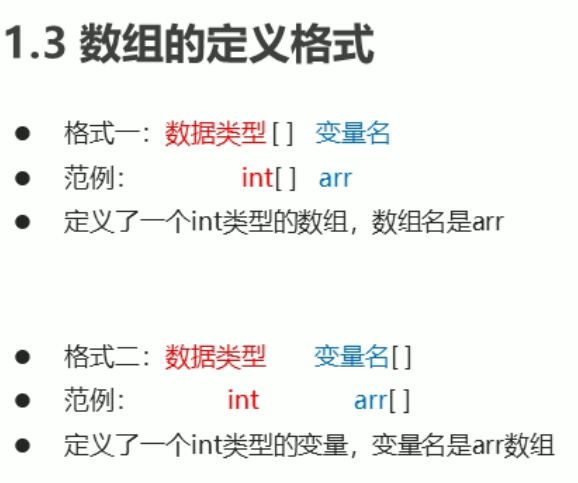 1.3 数组的定义格式
● 格式一：数据类型[ ] 变量名
● 范例： int[ ] arr
● 定义了一个int类型的数组，数组名是arr
● 格式二：数据类型 变量名[ ]
● 范例： int arr[ ]
● 定义了一个int类型的变量，变量名是arr数组